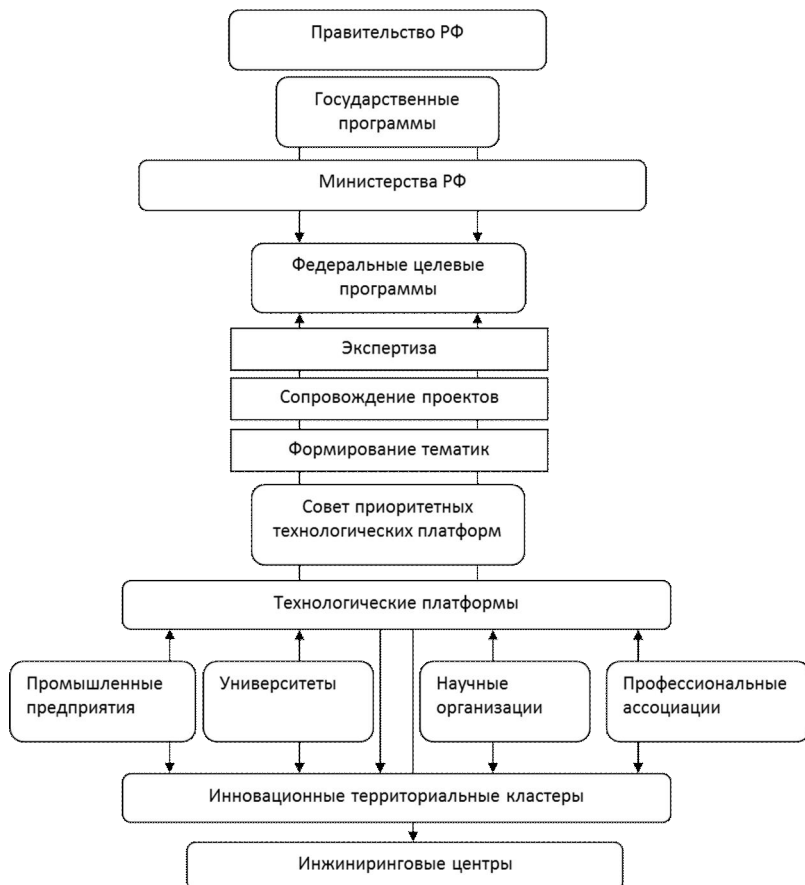 Правительство РФ
Государственные
программы
Министерства РФ
Федеральные целевые
программы
Экспертиза
Сопровождение проектов
Формирование тематик
Совет приоритетных
технологических платформ
Технологические платформы
Промышленные
предприятия
Университеты
Научные
организации
Профессиональные
ассоциации
Инновационные территориальные кластеры
Инжиниринговые центры